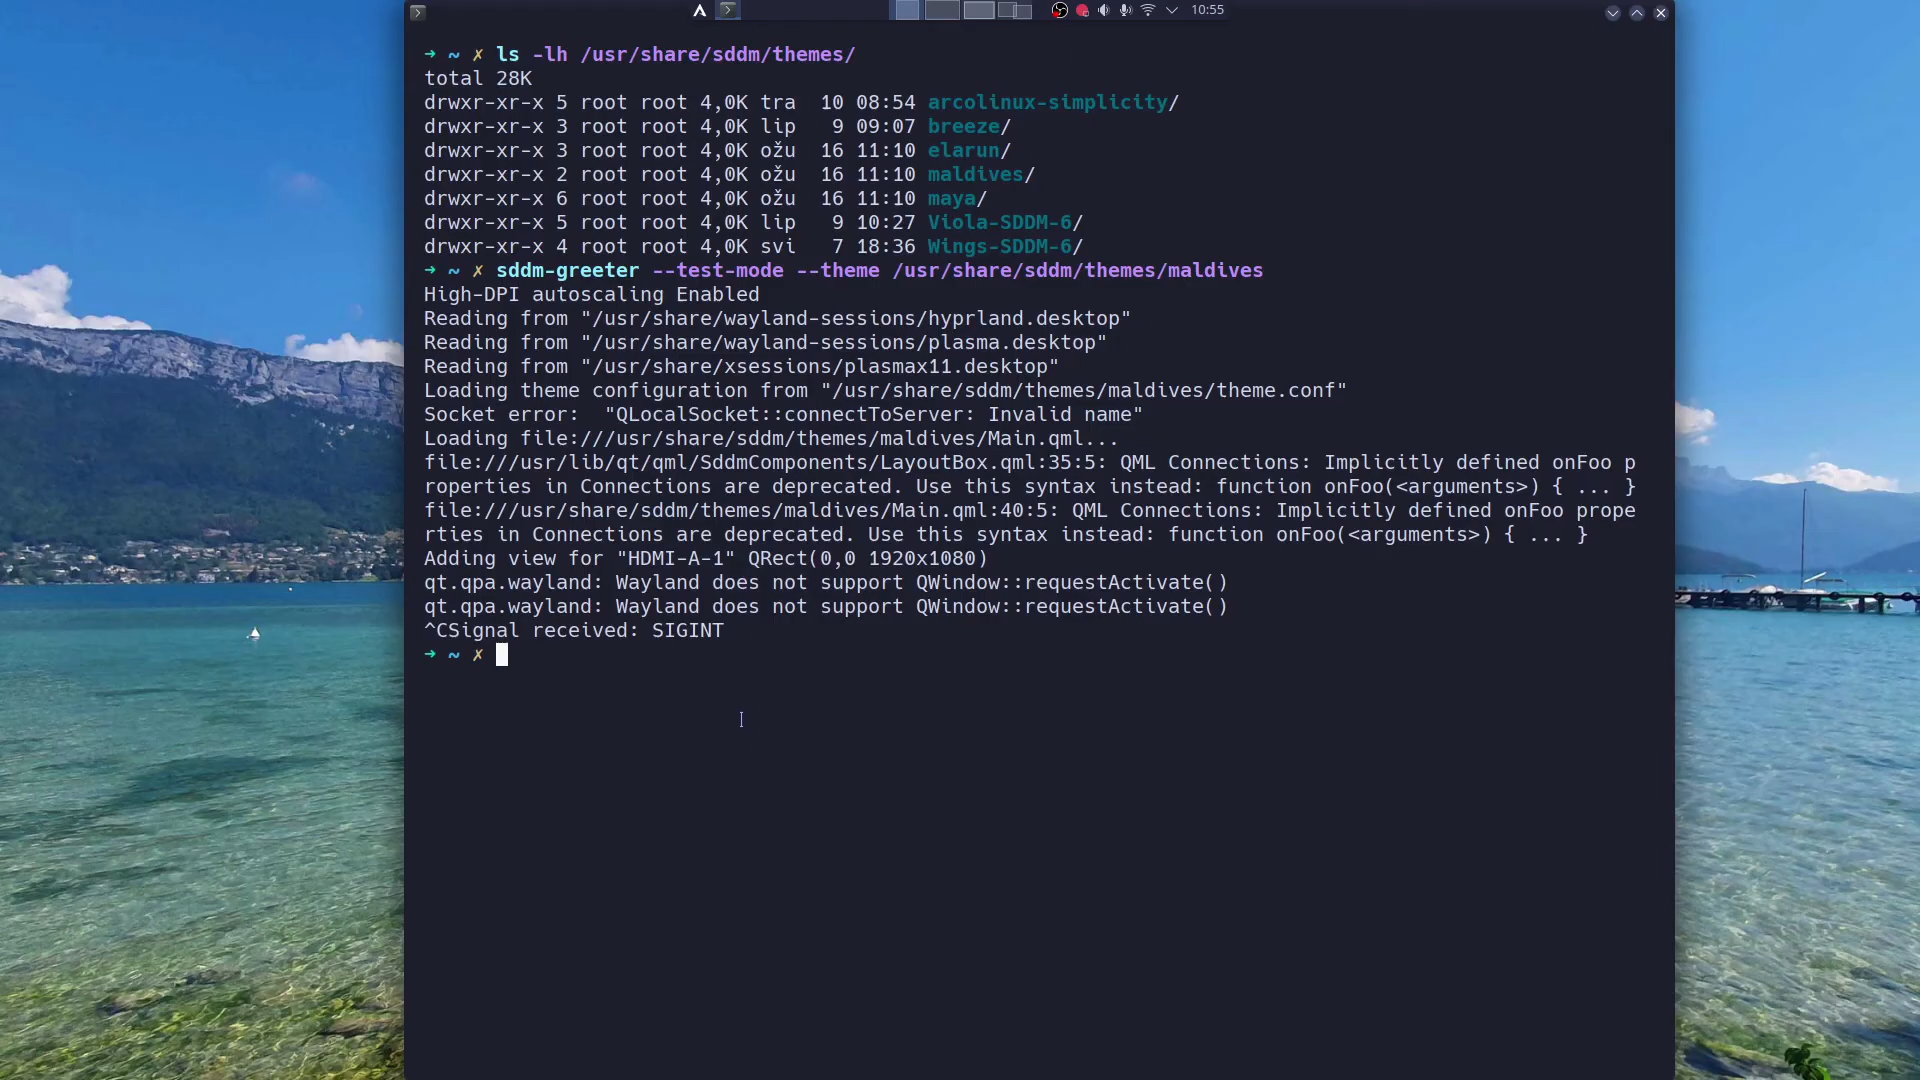 10:55
➜ ~ ✗ ls -lh /usr/share/sddm/themes/
total 28K
drwxr-xr-x 5 root root 4,0K tra  10 08:54 arcolinux-simplicity/
drwxr-xr-x 3 root root 4,0K lip   9 09:07 breeze/
drwxr-xr-x 3 root root 4,0K ožu  16 11:10 elarun/
drwxr-xr-x 2 root root 4,0K ožu  16 11:10 maldives/
drwxr-xr-x 6 root root 4,0K ožu  16 11:10 maya/
drwxr-xr-x 5 root root 4,0K lip   9 10:27 Viola-SDDM-6/
drwxr-xr-x 4 root root 4,0K svi   7 18:36 Wings-SDDM-6/
➜ ~ ✗ sddm-greeter --test-mode --theme /usr/share/sddm/themes/maldives
High-DPI autoscaling Enabled
Reading from "/usr/share/wayland-sessions/hyprland.desktop"
Reading from "/usr/share/wayland-sessions/plasma.desktop"
Reading from "/usr/share/xsessions/plasmax11.desktop"
Loading theme configuration from "/usr/share/sddm/themes/maldives/theme.conf"
Socket error:  "QLocalSocket::connectToServer: Invalid name"
Loading file:///usr/share/sddm/themes/maldives/Main.qml...
file:///usr/lib/qt/qml/SddmComponents/LayoutBox.qml:35:5: QML Connections: Implicitly defined onFoo p
roperties in Connections are deprecated. Use this syntax instead: function onFoo(<arguments>) { ... }
file:///usr/share/sddm/themes/maldives/Main.qml:40:5: QML Connections: Implicitly defined onFoo prope
rties in Connections are deprecated. Use this syntax instead: function onFoo(<arguments>) { ... }
Adding view for "HDMI-A-1" QRect(0,0 1920x1080)
qt.qpa.wayland: Wayland does not support QWindow::requestActivate()
qt.qpa.wayland: Wayland does not support QWindow::requestActivate()
^CSignal received: SIGINT
➜ ~ ✗